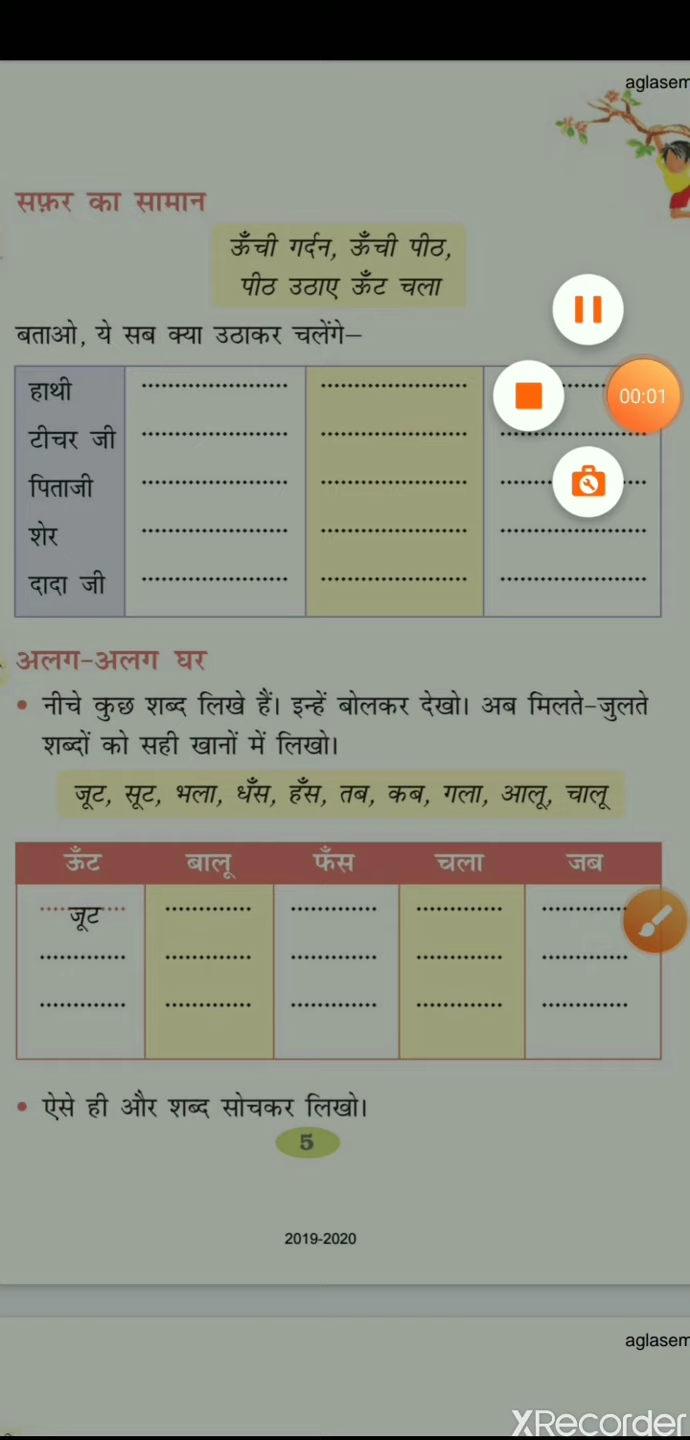 aglasem
सफ़र का सामान
ऊँची गर्दन, ऊँची पीठ,
पीठ उठाए ऊँट चला
बताओ, ये सब क्या उठाकर चलेंगे–
हाथी
00:01
टीचर जी
पिताजी
शेर
दादा जी
अलग-अलग घर
• नीचे कुछ शब्द लिखे हैं। इन्हें बोलकर देखो। अब मिलते-जुलते
शब्दों को सही खानों में लिखो।
जूट, सूट, भला, धँस, हँस, तब, कब, गला, आलू, चालू
ऊँट बालू फँस चला जब
जूट
• ऐसे ही और शब्द सोचकर लिखो।
5
2019-2020
aglasem
XRecorder